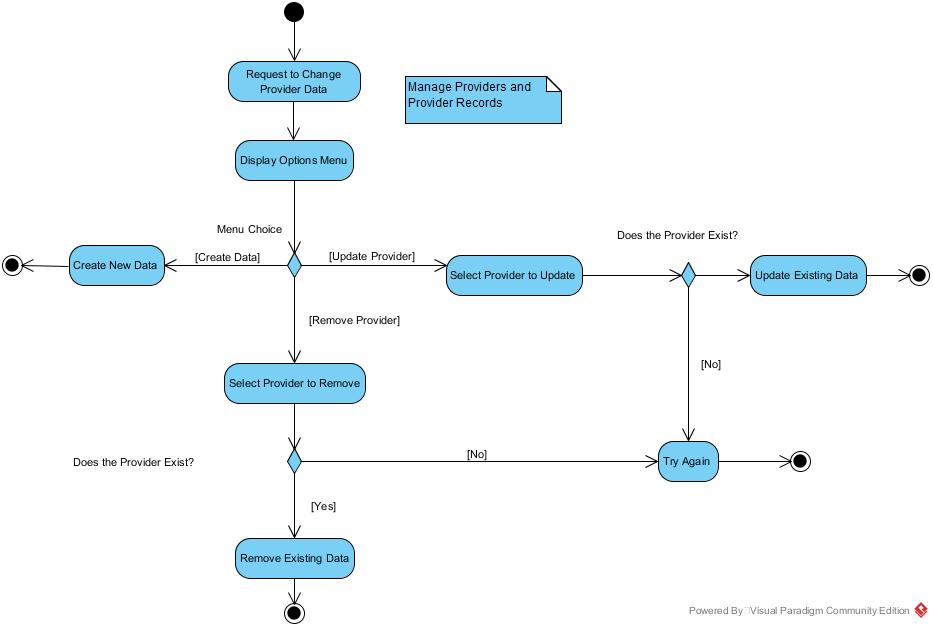 Request to Change
Provider Data
Manage Providers and
Provider Records
Display Options Menu
Menu Choice
Does the Provider Exist?
[Create Data]
[Update Provider]
Create New Data
Select Provider to Update
Update Existing Data
[Remove Provider]
[No]
Select Provider to Remove
Does the Provider Exist?
[No]
Try Again
[Yes]
Remove Existing Data
Powered By Visual Paradigm Community Edition